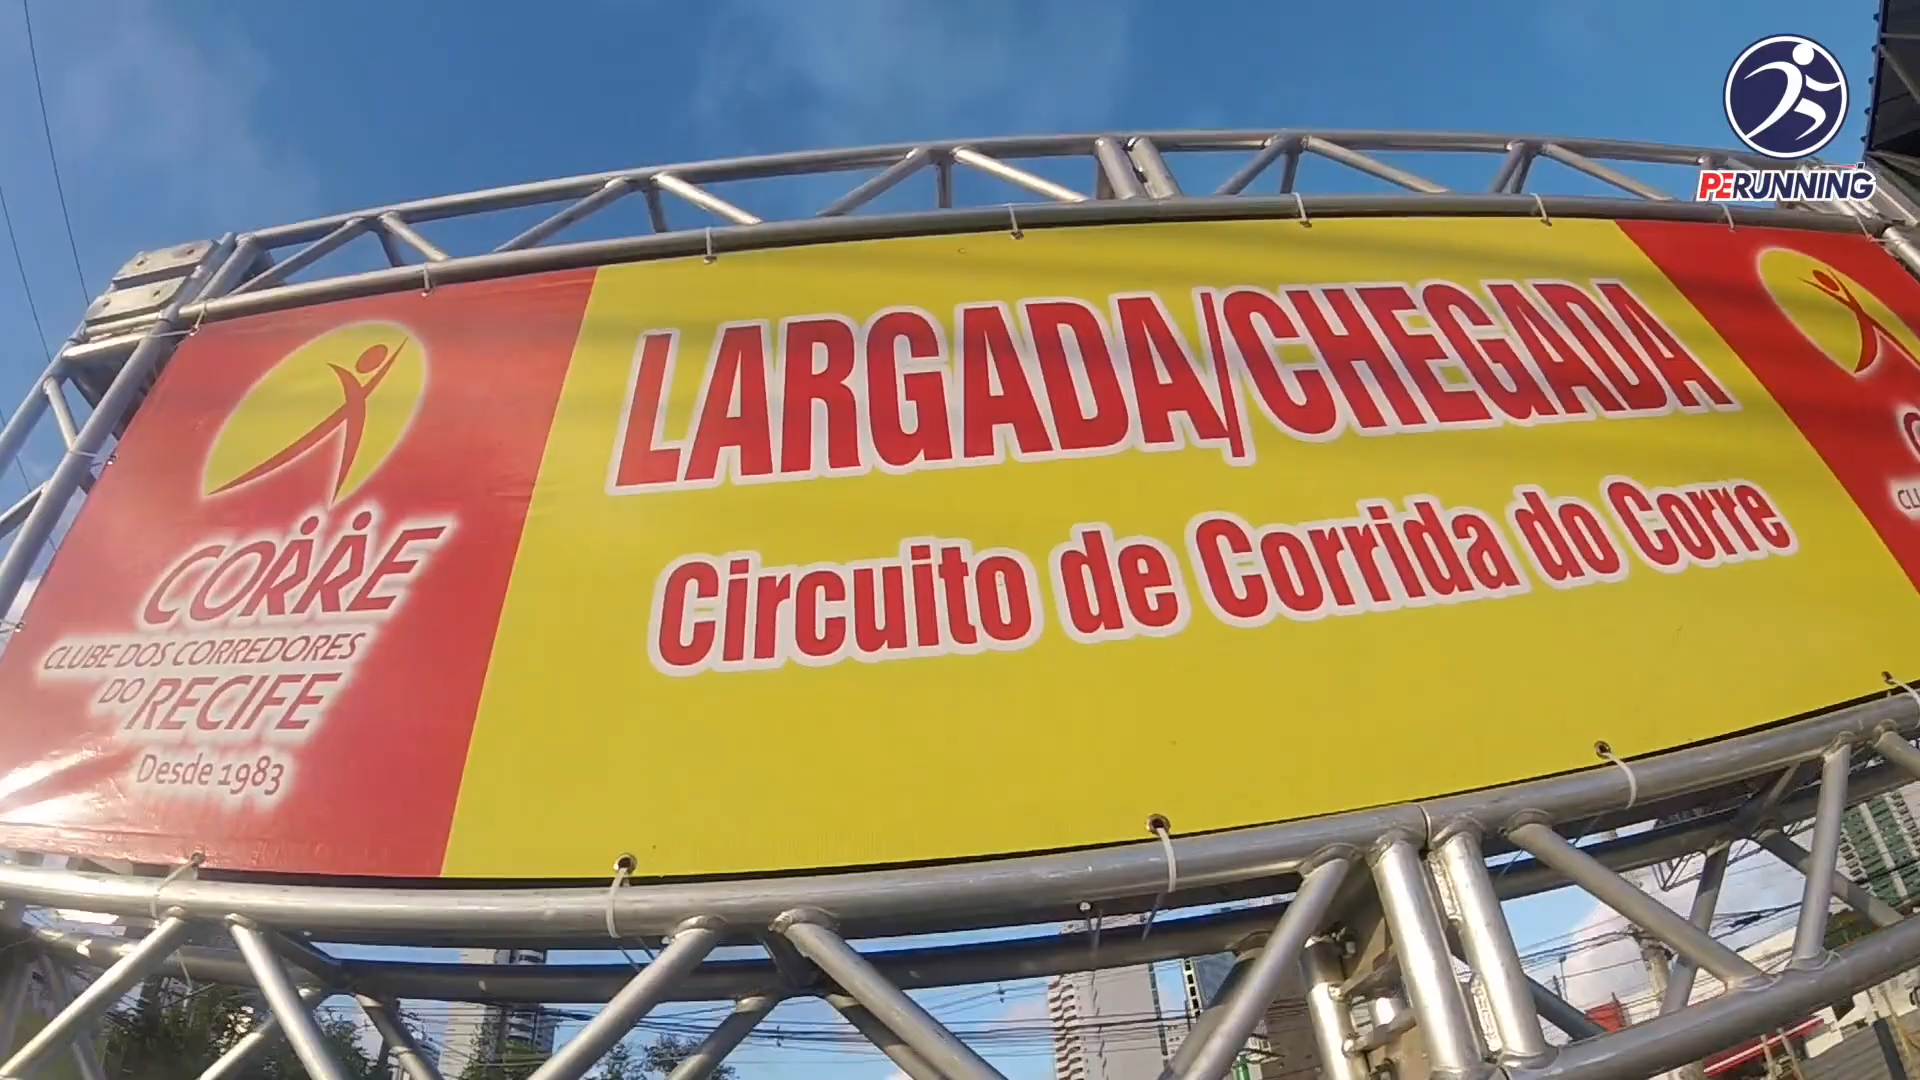 PERUNNING
LARGADA/CHEGADA
Circuito de Corrida do Corre
CORRE
CLUBE DOS CORREDORES
DO RECIFE
Desde 1983